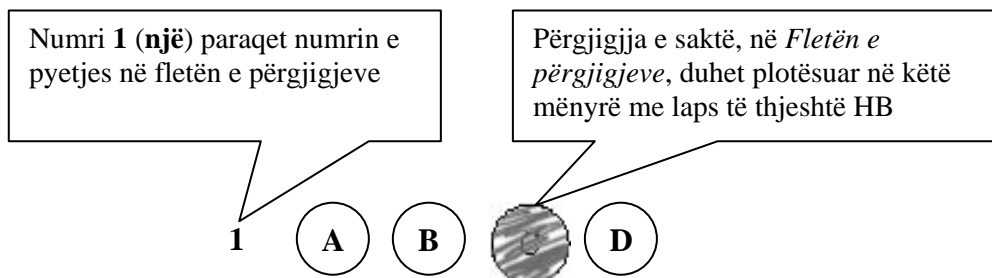 Numri 1 (një) paraqet numrin e
pyetjes në fletën e përgjigjeve
Përgjigjja e saktë, në Fletën e
përgjigjeve, duhet plotësuar në këtë
mënyrë me laps të thjeshtë HB
1 A B D